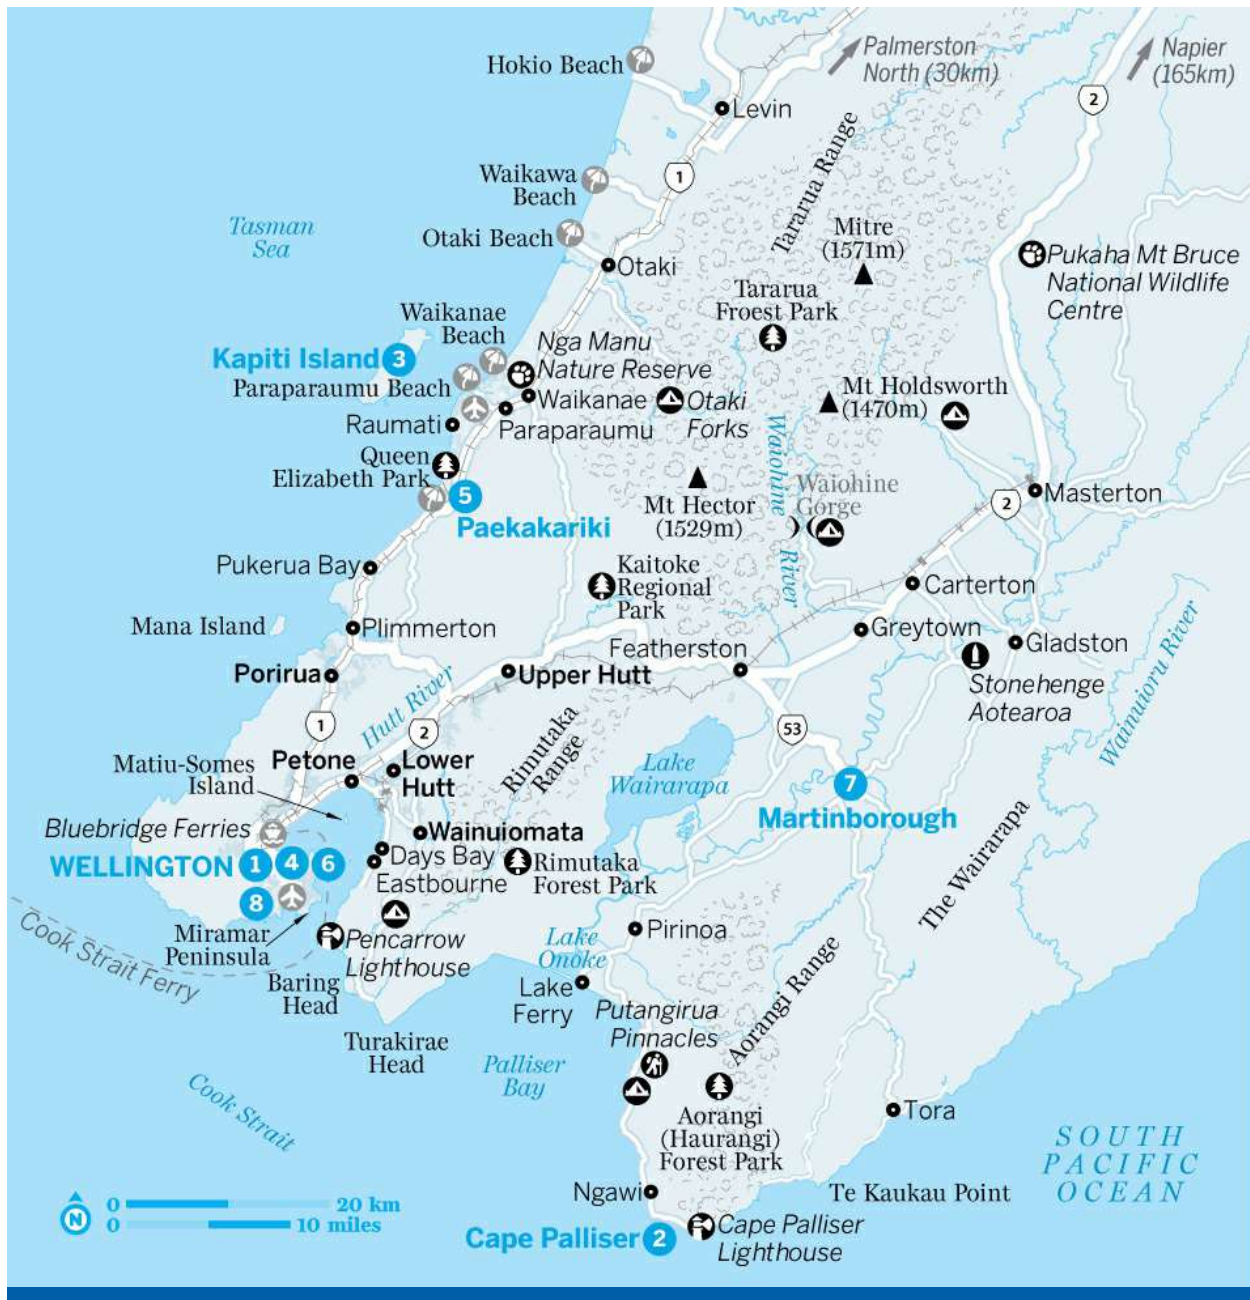 Hokio Beach
Palmerston
North (30km)
Napier
(165km)
2
Levin
Waikawa
Beach
1
Tararua Range
Tasman
Sea
Otaki Beach
Otaki
Mitre
(1571m)
Pukaha Mt Bruce
National Wildlife
Centre
Tararua
Froest Park
Waikanae
Beach
Nga Manu
Nature Reserve
Kapiti Island 3
Paraparaumu Beach
Waikanae
Otaki
Forks
Mt Holdsworth
(1470m)
Raumati
Paraparaumu
Queen
Elizabeth Park
5
Paekakariki
Mt Hector
(1529m)
Waiohine
River
Waiohine
Gorge
2
Masterton
Pukerua Bay
Kaitoke
Regional
Park
Carterton
Mana Island
Plimmerton
Featherston
Greytown
Gladston
Wainuioru River
Porirua
Hutt River
Upper Hutt
Stonehenge
Aotearoa
1
2
53
Rimutaka
Range
Matiu-Somes
Island
Petone
Lower
Hutt
Lake
Wairarapa
7
Martinborough
Bluebridge Ferries
Wainuiomata
WELLINGTON 1 4 6
8
Days Bay
Eastbourne
Rimutaka
Forest Park
The Wairarapa
Cook Strait Ferry
Miramar
Peninsula
Pencarrow
Lighthouse
Lake
Onoke
Pirinoa
Baring
Head
Lake
Ferry
Putangirua
Pinnacles
Aorangi Range
Turakirae
Head
Palliser
Bay
Cook Strait
Aorangi
(Haurangi)
Forest Park
Tora
SOUTH
PACIFIC
OCEAN
Ngawi
Te Kaukau Point
N
0 20 km
0 10 miles
Cape Palliser 2
Cape Palliser
Lighthouse